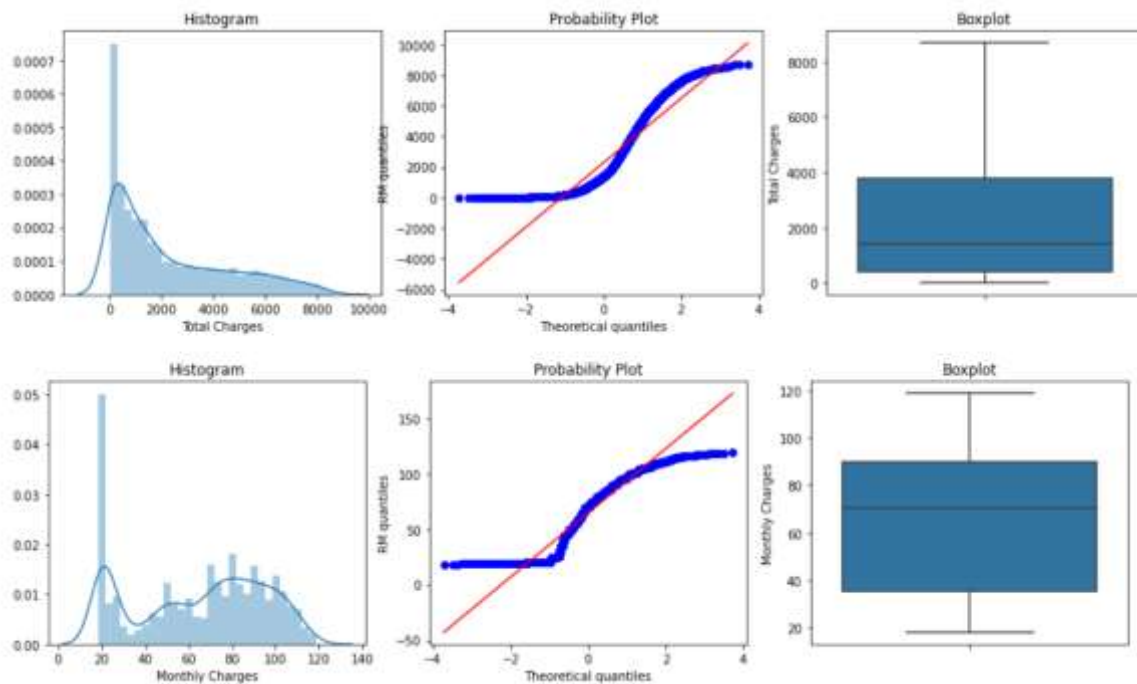 Histogram
0.0007
0.0006
0.0005
0.0004
0.0003
0.0002
0.0001
0.0000
0 2000 4000 6000 8000 10000
Total Charges
Probability Plot
RM quantiles
10000
8000
6000
4000
2000
0
−2000
−4000
−6000
−4 −2 0 2 4
Theoretical quantiles
Boxplot
Total Charges
8000
6000
4000
2000
0
Histogram
0.05
0.04
0.03
0.02
0.01
0.00
0 20 40 60 80 100 120 140
Monthly Charges
Probability Plot
RM quantiles
150
100
50
0
−50
−4 −2 0 2 4
Theoretical quantiles
Boxplot
Monthly Charges
120
100
80
60
40
20